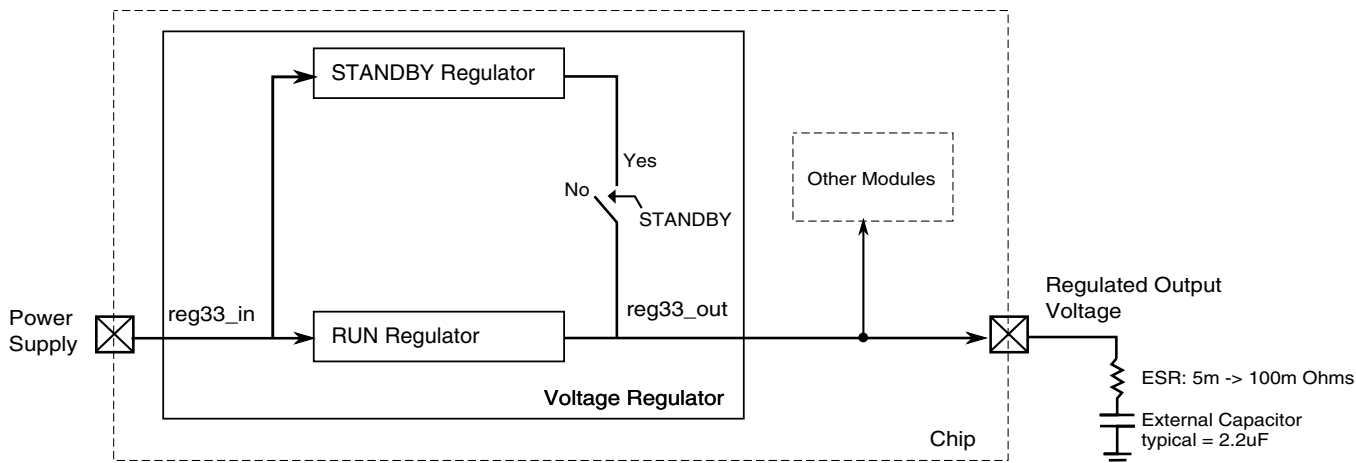 STANDBY Regulator
Yes
No
STANDBY
Other Modules
Power
Supply
reg33_in
RUN Regulator
reg33_out
Regulated Output
Voltage
Voltage Regulator
Chip
ESR: 5m -> 100m Ohms
External Capacitor
typical = 2.2uF